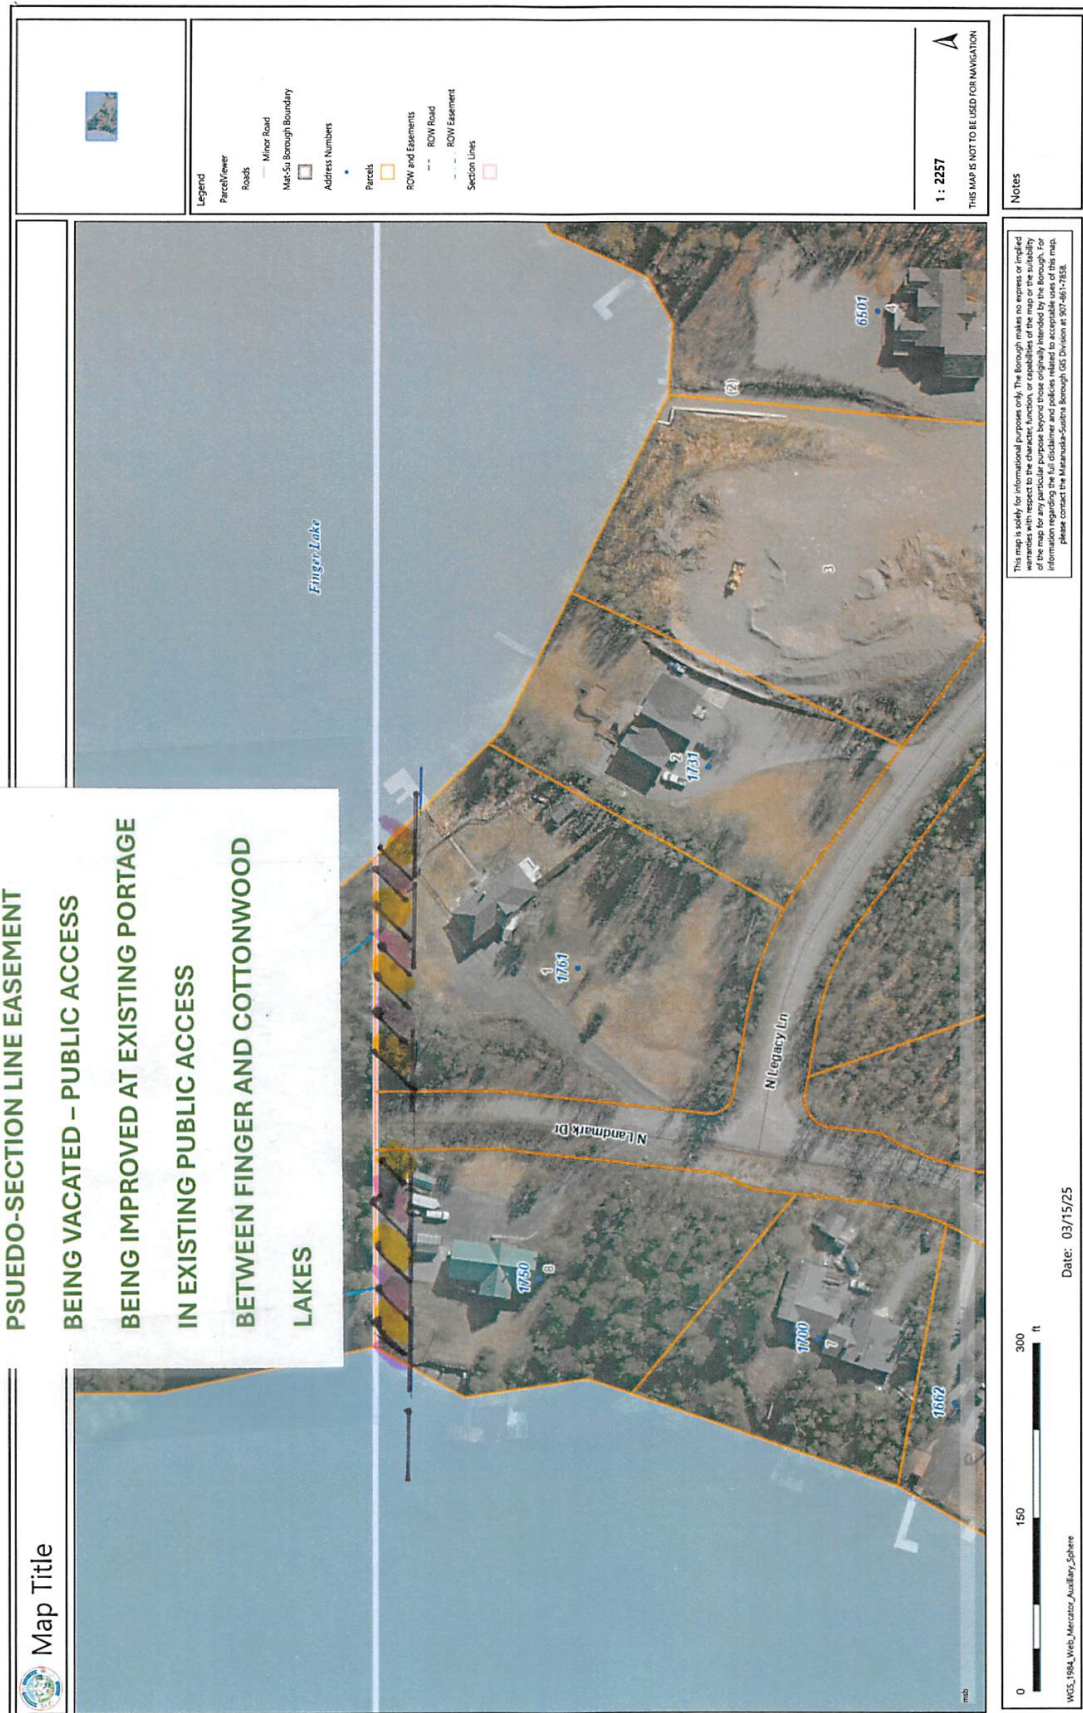 Map Title
PSUEDO-SECTION LINE EASEMENT
BEING VACATED – PUBLIC ACCESS
BEING IMPROVED AT EXISTING PORTAGE
IN EXISTING PUBLIC ACCESS
BETWEEN FINGER AND COTTONWOOD
LAKES
Finger Lake
1750
8
1
1761
2
1731
3
(2)
6501
4
N Landmark Dr
N Legacy Ln
1700
7
1662
msb
Legend
ParcelViewer
Roads
Minor Road
Mat-Su Borough Boundary
Address Numbers
Parcels
ROW and Easements
ROW Road
ROW Easement
Section Lines
1 : 2257
THIS MAP IS NOT TO BE USED FOR NAVIGATION
0
150
300
ft
WGS_1984_Web_Mercator_Auxiliary_Sphere
Date: 03/15/25
This map is solely for informational purposes only. The Borough makes no express or implied
warranties with respect to the character, function, or capabilities of the map or the suitability
of the map for any particular purpose beyond those originally intended by the Borough. For
information regarding the full disclaimer and policies related to acceptable uses of this map,
please contact the Matanuska-Susitna Borough GIS Division at 907-861-7858.
Notes